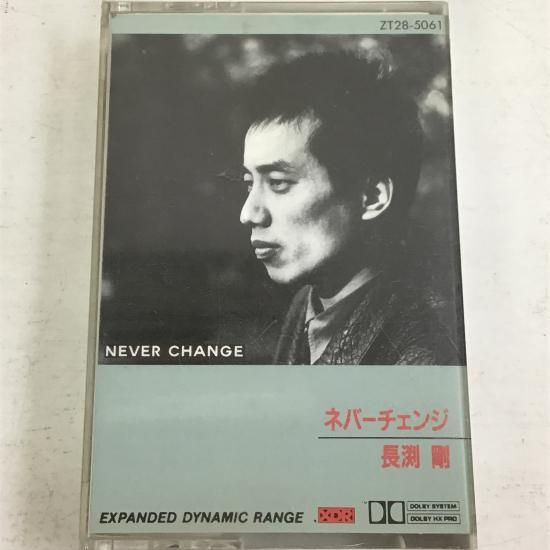 ZT28-5061
NEVER CHANGE
ネバーチェンジ
長渕 剛
EXPANDED DYNAMIC RANGE XDR DOLBY SYSTEM
DOLBY HX PRO